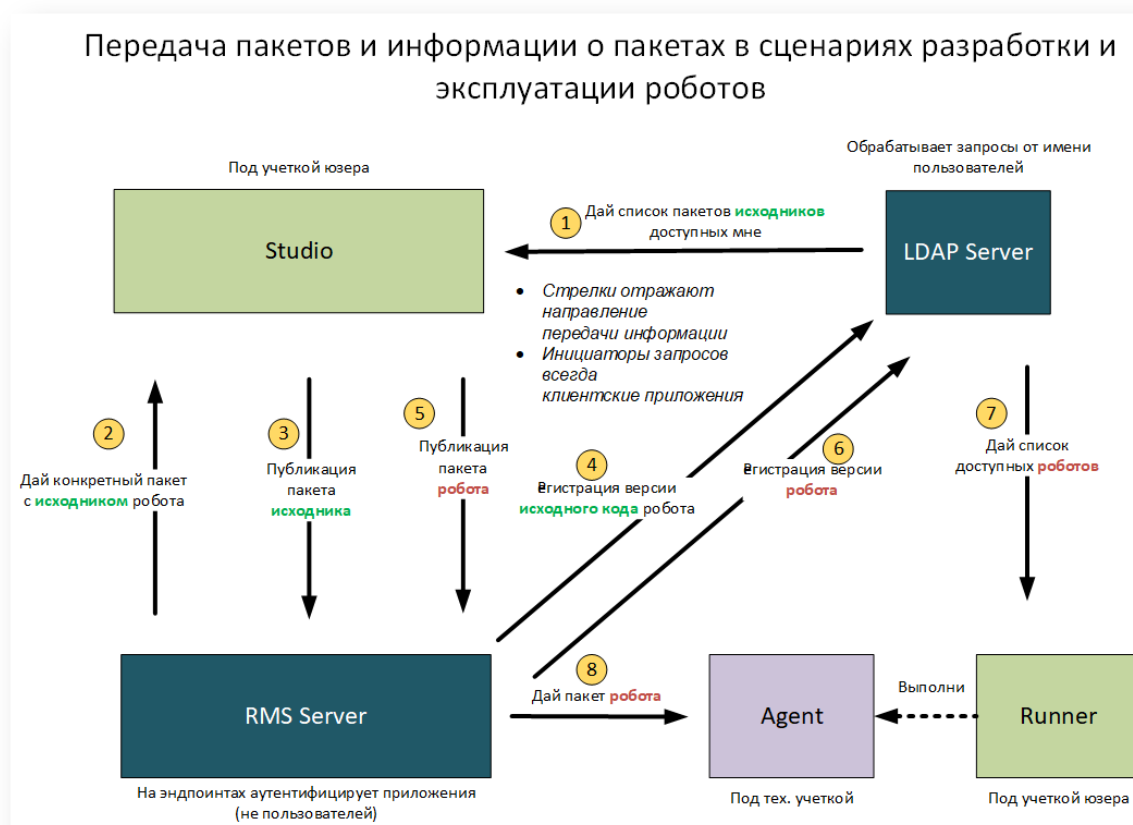 Передача пакетов и информации о пакетах в сценариях разработки и
эксплуатации роботов
Под учеткой юзера
Studio
Обрабатывает запросы от имени
пользователей
LDAP Server
1
Дай список пакетов исходников
доступных мне
• Стрелки отражают
направление
передачи информации
• Инициаторы запросов
всегда
клиентские приложения
2
Дай конкретный пакет
с исходником робота
3
Публикация
пакета
исходника
5
Публикация
пакета
робота
4
Регистрация версии
исходного кода робота
6
Регистрация версии
робота
7
Дай список
доступных роботов
8
Дай пакет робота
RMS Server
На эндпоинтах аутентифицирует приложения
(не пользователей)
Agent
Под тех. учеткой
Выполни
Runner
Под учеткой юзера